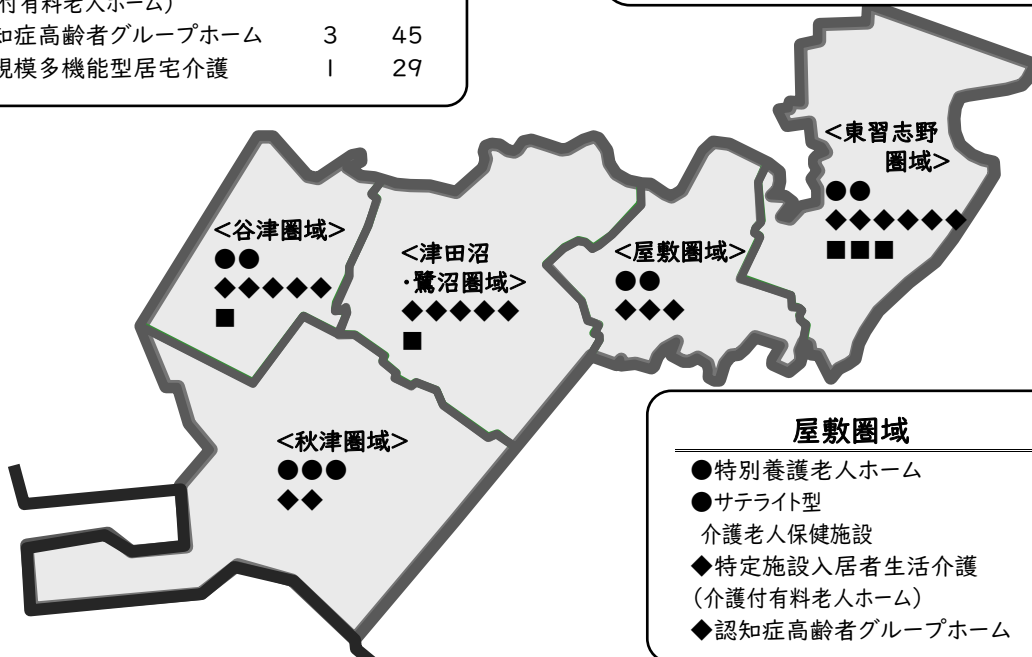 付有料老人ホーム)
知症高齢者グループホーム 3 45
規模多機能型居宅介護 1 29
<東習志野
圏域>
●●
◆◆◆◆◆◆
■■■
<谷津圏域>
●●
◆◆◆◆◆
■
<津田沼
・鷺沼圏域>
◆◆◆◆◆
■
<屋敷圏域>
●●
◆◆◆
<秋津圏域>
●●●
◆◆
屋敷圏域
●特別養護老人ホーム
●サテライト型
介護老人保健施設
◆特定施設入居者生活介護
(介護付有料老人ホーム)
◆認知症高齢者グループホーム